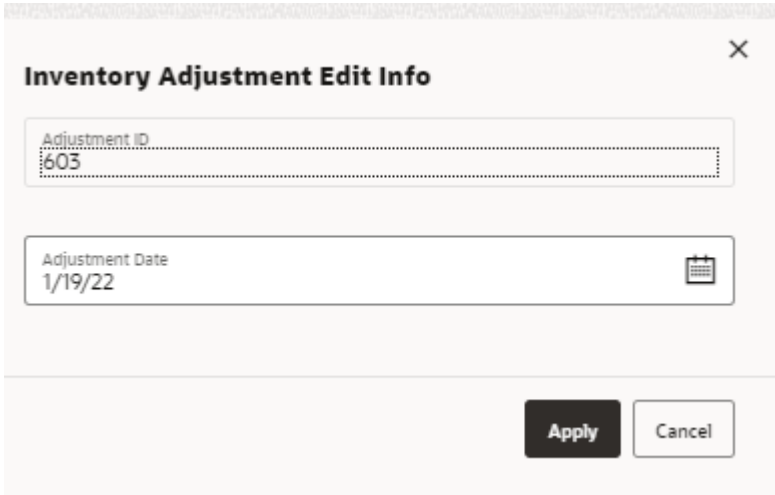 Inventory Adjustment Edit Info
Adjustment ID
603
Adjustment Date
1/19/22
Apply
Cancel